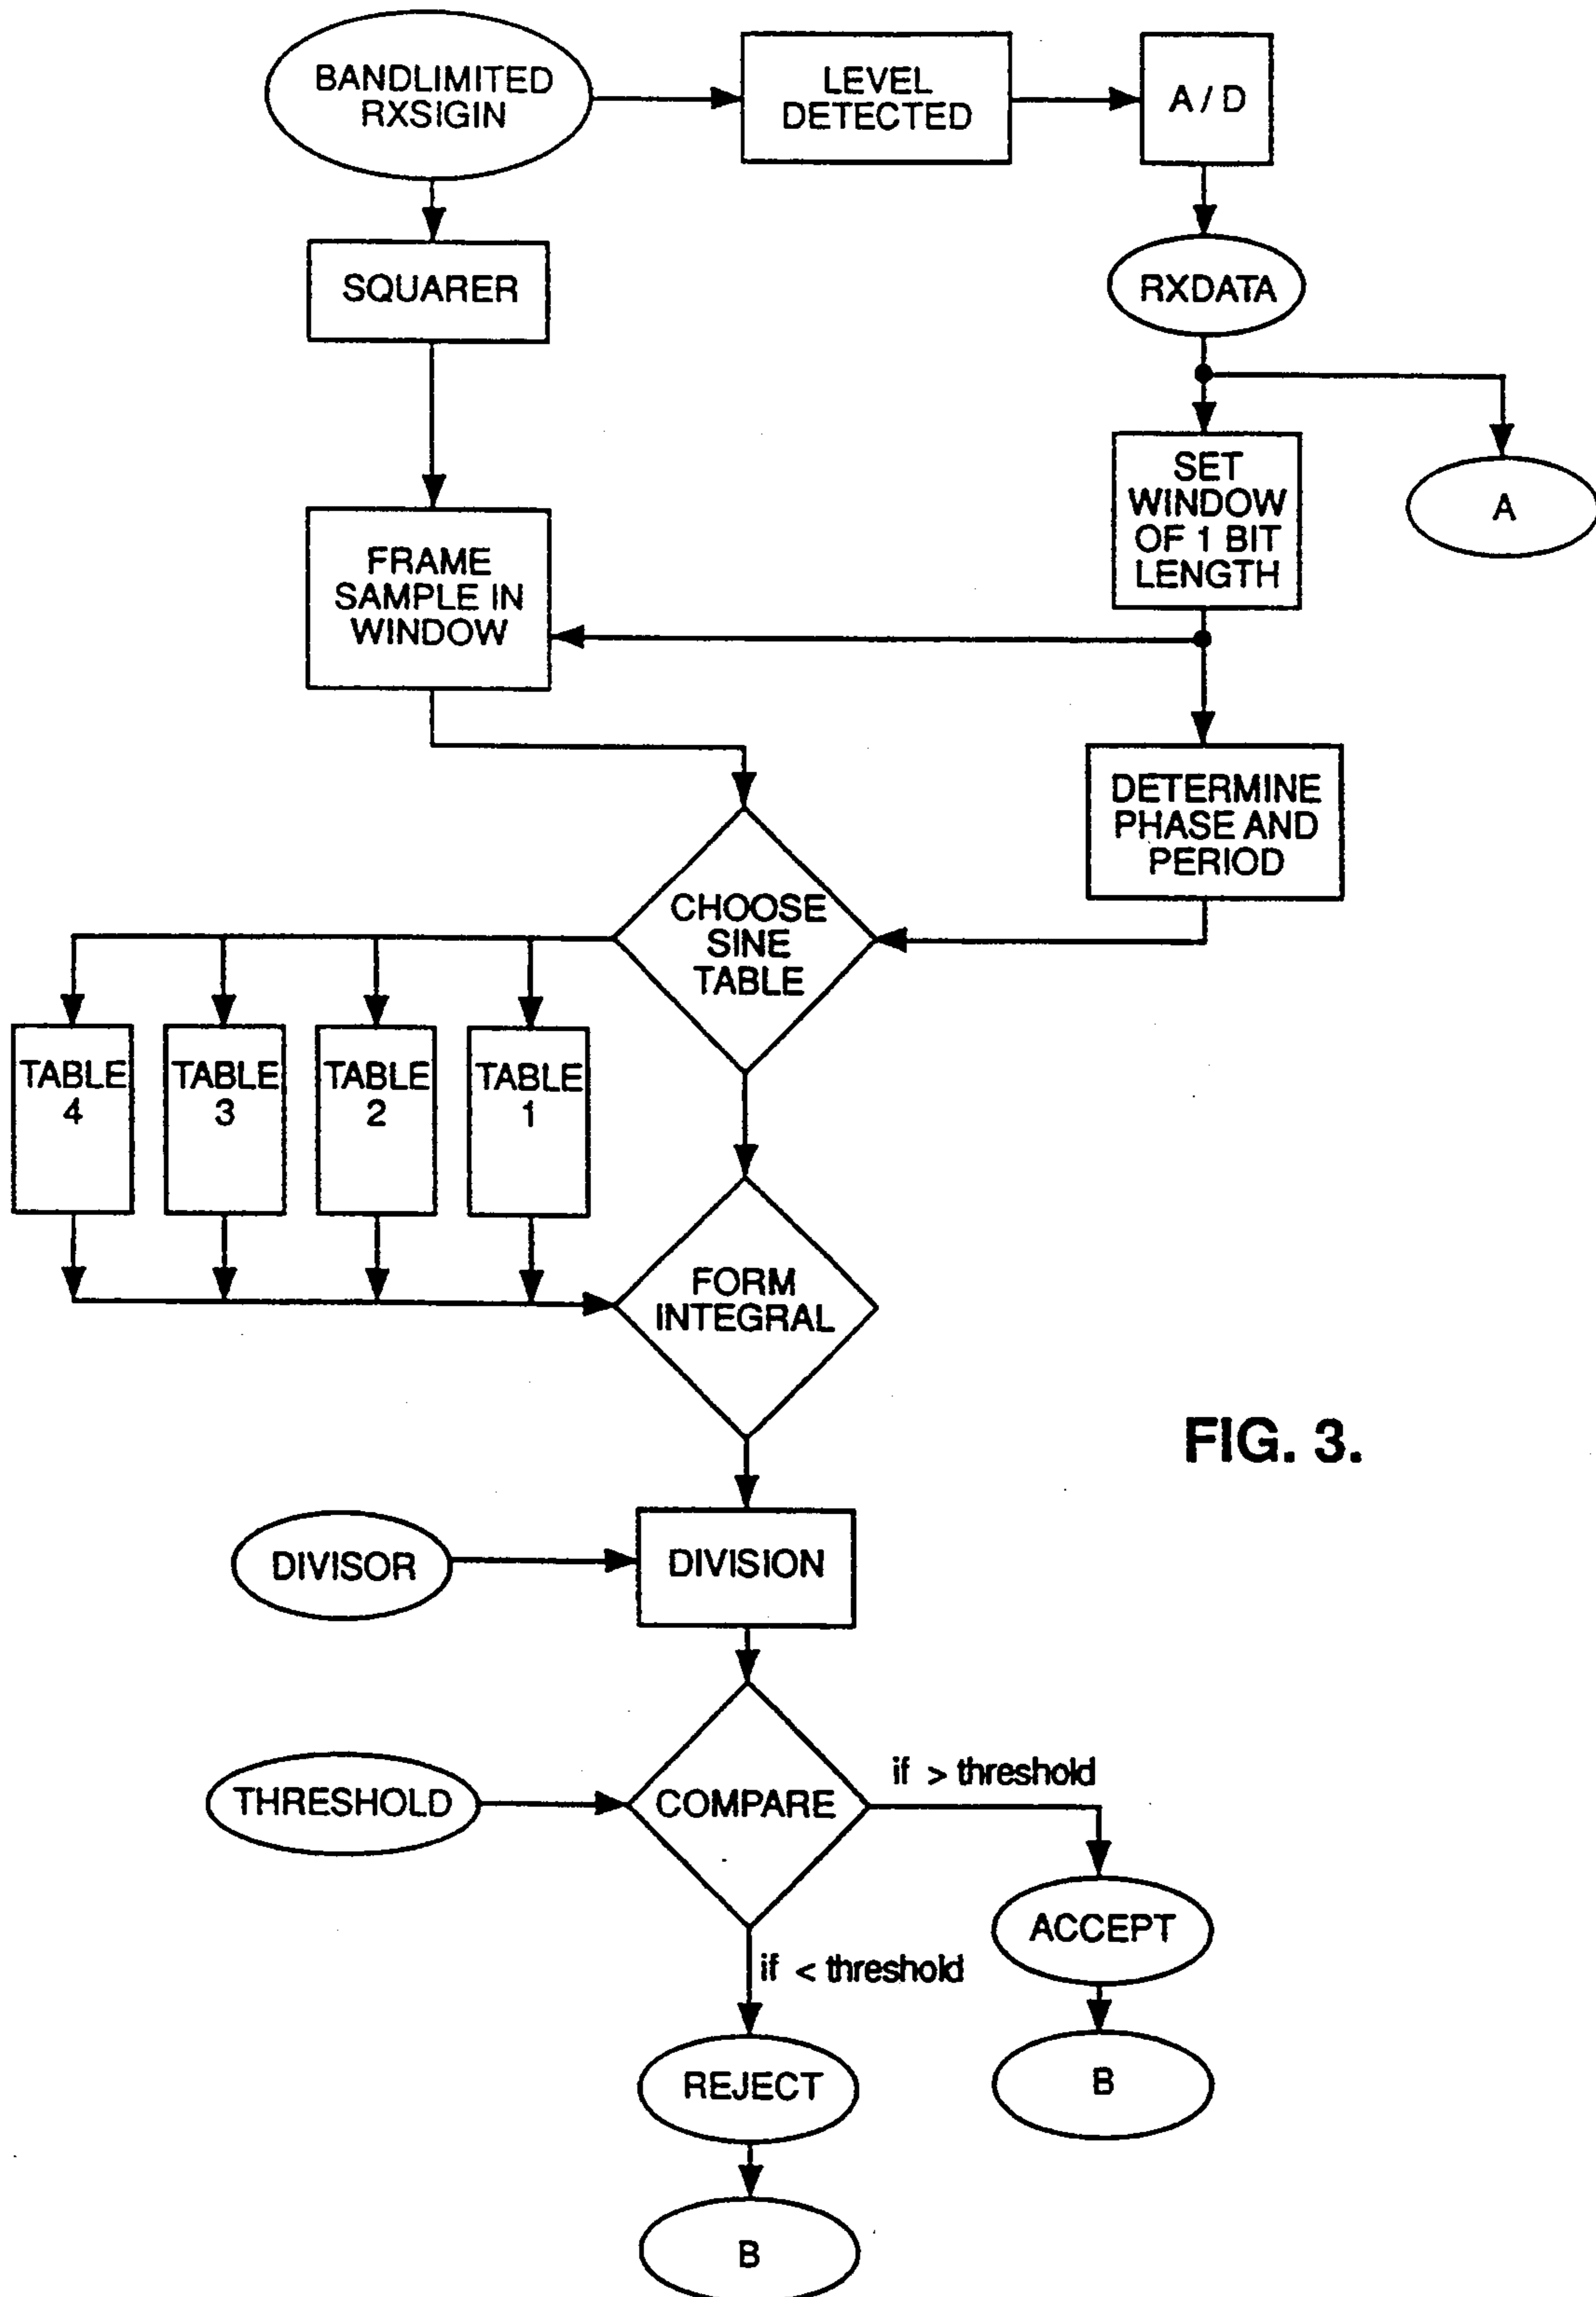 BANDLIMITED
RXSIGIN
LEVEL
DETECTED
A / D
SQUARER
RXDATA
SET
WINDOW
OF 1 BIT
LENGTH
A
FRAME
SAMPLE IN
WINDOW
DETERMINE
PHASE AND
PERIOD
CHOOSE
SINE
TABLE
TABLE
4
TABLE
3
TABLE
2
TABLE
1
FORM
INTEGRAL
FIG. 3.
DIVISOR
DIVISION
THRESHOLD
COMPARE
if > threshold
ACCEPT
if < threshold
REJECT
B
B